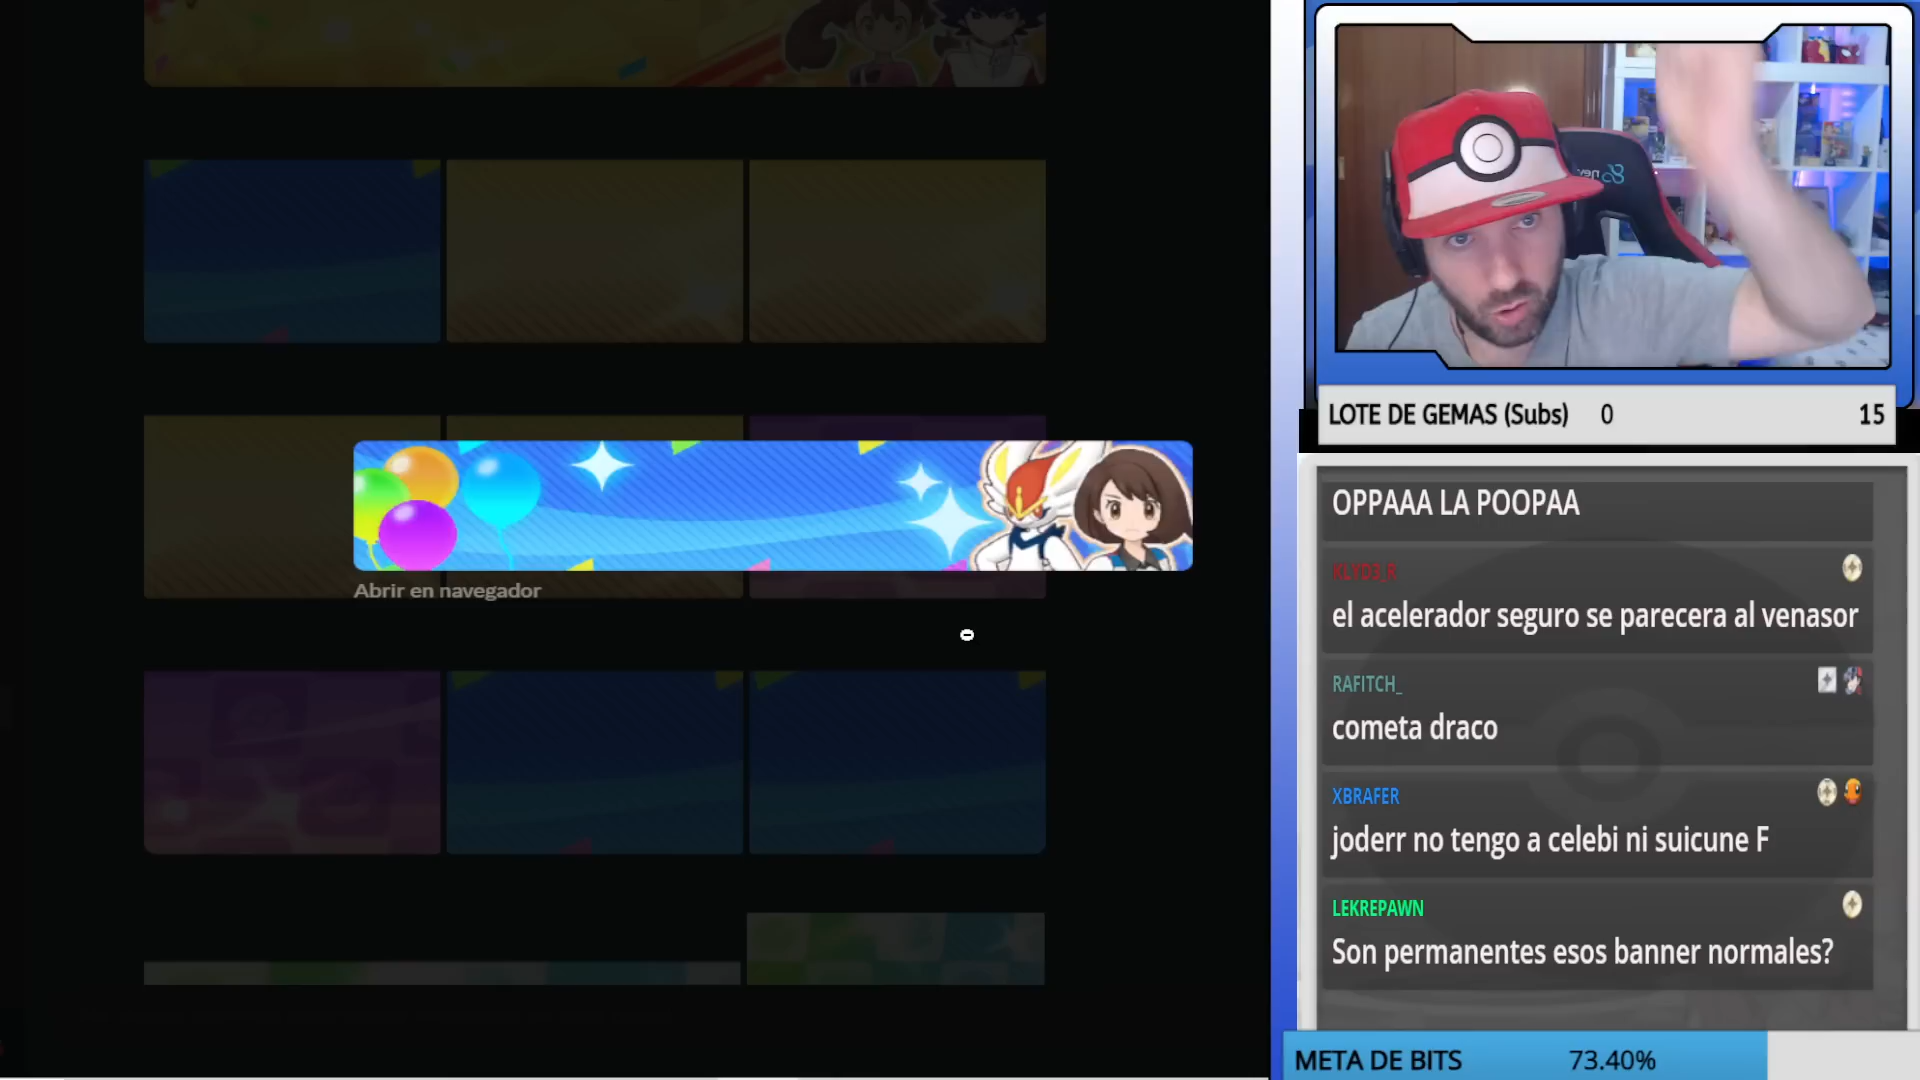 LOTE DE GEMAS (Subs) 0 15
OPPAAA LA POOPAA
KLYD3_R
el acelerador seguro se parecera al venasor
RAFITCH_
cometa draco
XBRAFER
joderr no tengo a celebi ni suicune F
LEKREPAWN
Son permanentes esos banner normales?
META DE BITS 73.40%
Abrir en navegador